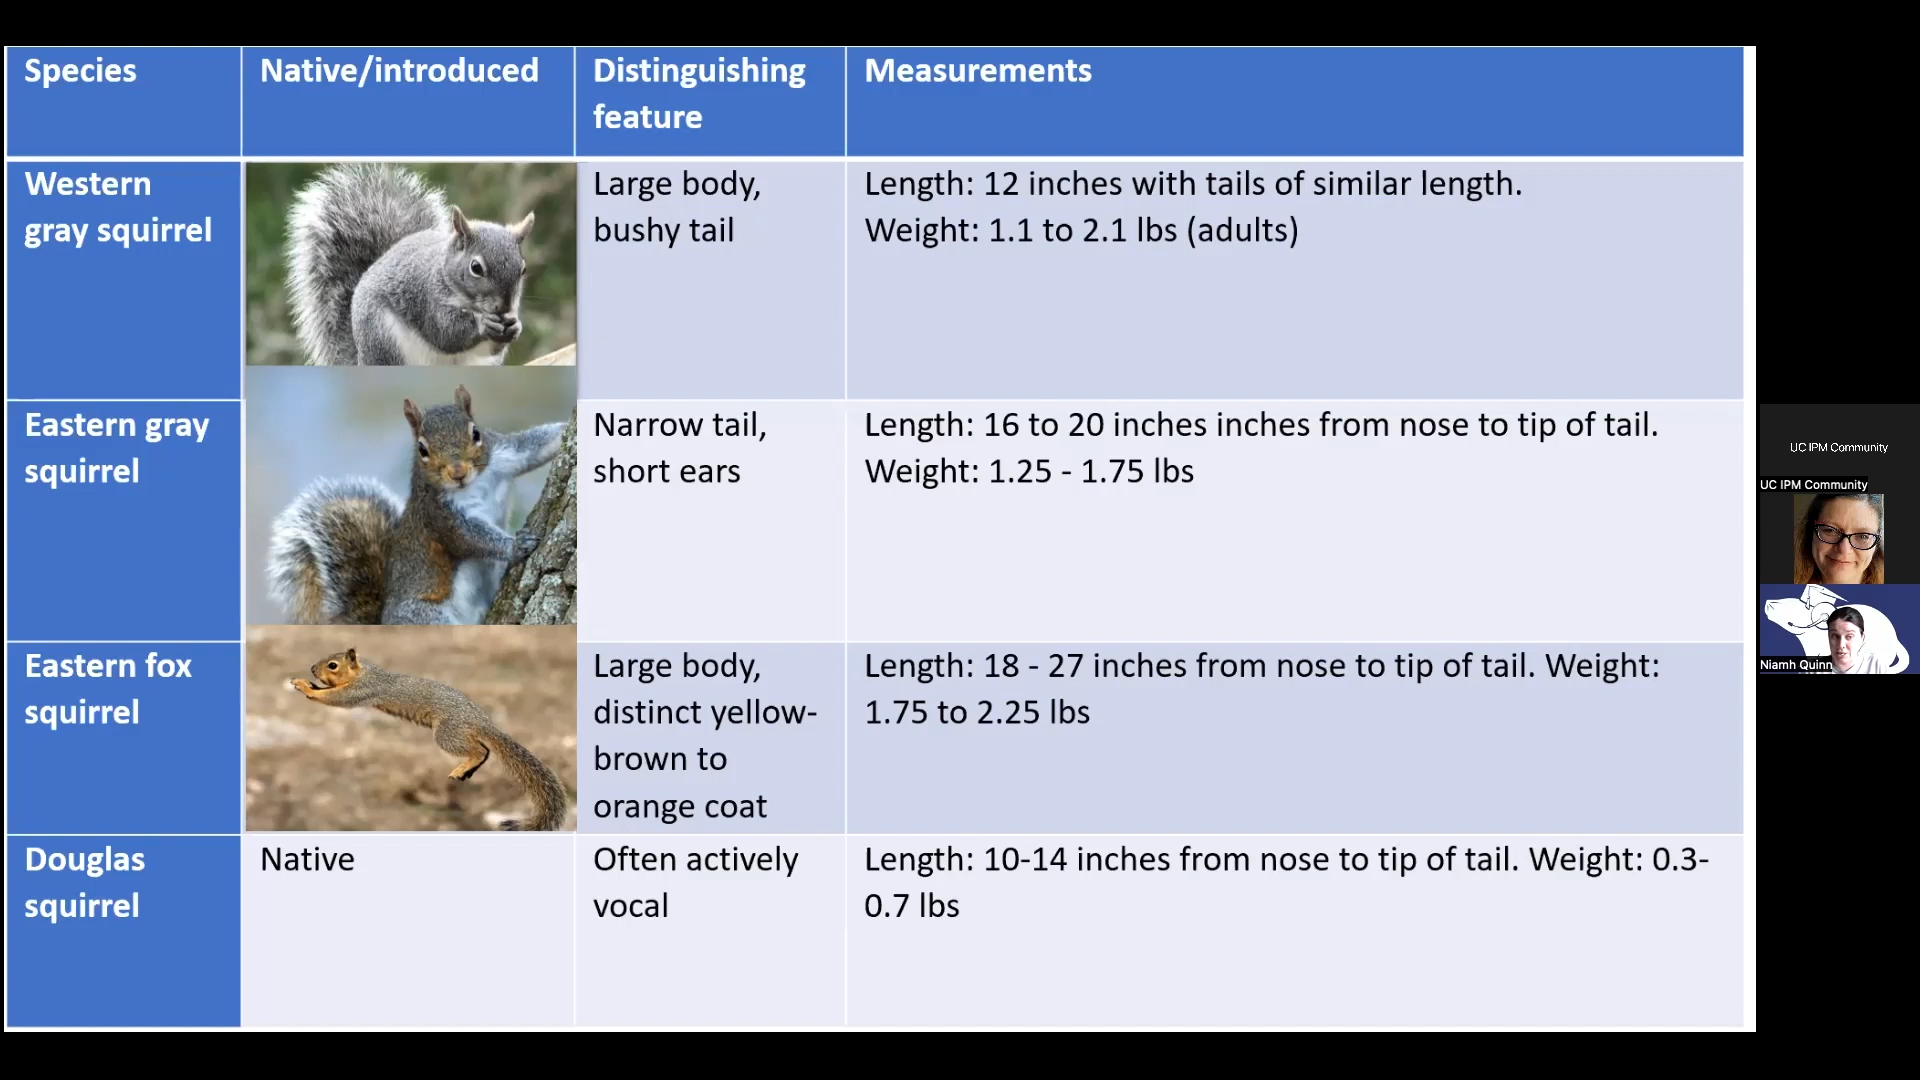 Species
Native/introduced
Distinguishing
feature
Measurements
Western
gray squirrel
Large body,
bushy tail
Length: 12 inches with tails of similar length.
Weight: 1.1 to 2.1 lbs (adults)
Eastern gray
squirrel
Narrow tail,
short ears
Length: 16 to 20 inches inches from nose to tip of tail.
Weight: 1.25 - 1.75 lbs
Eastern fox
squirrel
Large body,
distinct yellow-
brown to
orange coat
Length: 18 - 27 inches from nose to tip of tail. Weight:
1.75 to 2.25 lbs
Douglas
squirrel
Native
Often actively
vocal
Length: 10-14 inches from nose to tip of tail. Weight: 0.3-
0.7 lbs
UC IPM Community
UC IPM Community
Niamh Quinn